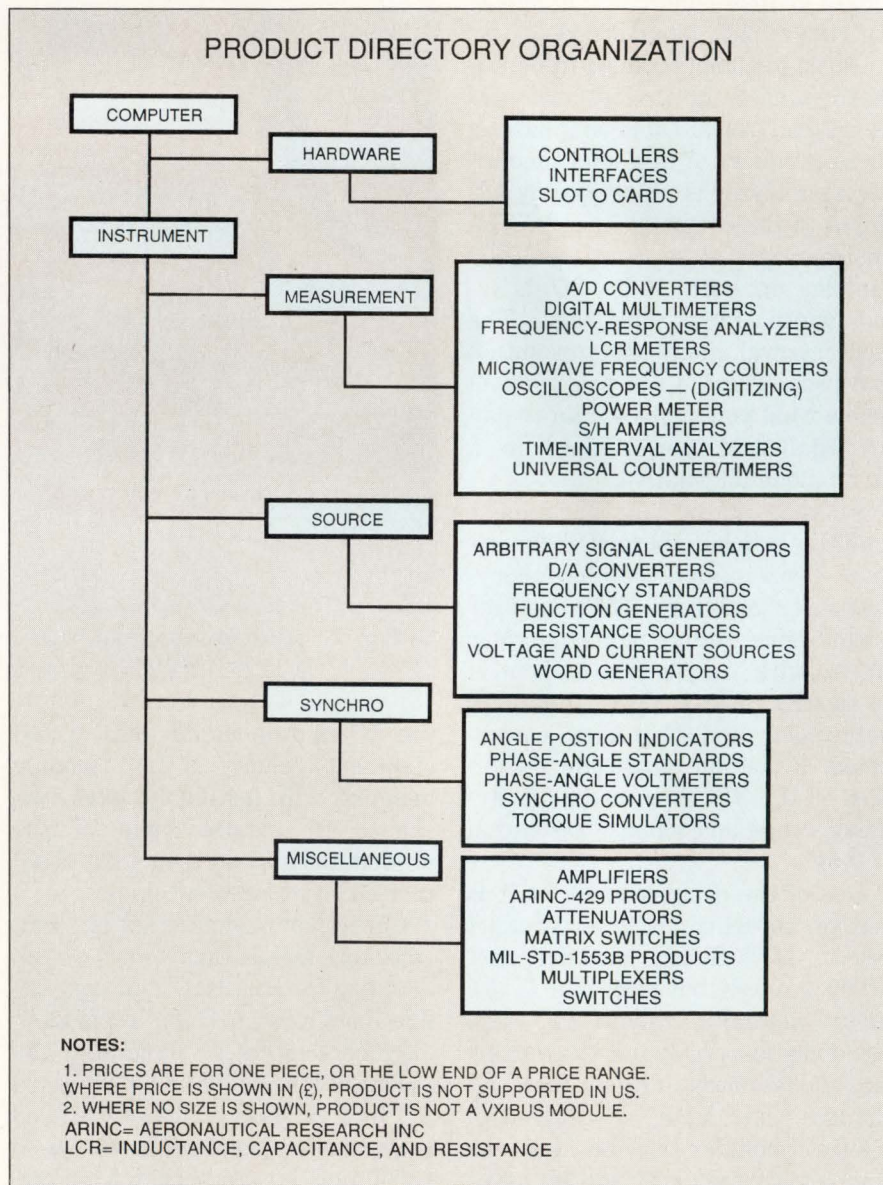 PRODUCT DIRECTORY ORGANIZATION
COMPUTER
HARDWARE
CONTROLLERS
INTERFACES
SLOT O CARDS
INSTRUMENT
MEASUREMENT
A/D CONVERTERS
DIGITAL MULTIMETERS
FREQUENCY-RESPONSE ANALYZERS
LCR METERS
MICROWAVE FREQUENCY COUNTERS
OSCILLOSCOPES — (DIGITIZING)
POWER METER
S/H AMPLIFIERS
TIME-INTERVAL ANALYZERS
UNIVERSAL COUNTER/TIMERS
SOURCE
ARBITRARY SIGNAL GENERATORS
D/A CONVERTERS
FREQUENCY STANDARDS
FUNCTION GENERATORS
RESISTANCE SOURCES
VOLTAGE AND CURRENT SOURCES
WORD GENERATORS
SYNCHRO
ANGLE POSTION INDICATORS
PHASE-ANGLE STANDARDS
PHASE-ANGLE VOLTMETERS
SYNCHRO CONVERTERS
TORQUE SIMULATORS
MISCELLANEOUS
AMPLIFIERS
ARINC-429 PRODUCTS
ATTENUATORS
MATRIX SWITCHES
MIL-STD-1553B PRODUCTS
MULTIPLEXERS
SWITCHES
NOTES:
1. PRICES ARE FOR ONE PIECE, OR THE LOW END OF A PRICE RANGE.
WHERE PRICE IS SHOWN IN (£), PRODUCT IS NOT SUPPORTED IN US.
2. WHERE NO SIZE IS SHOWN, PRODUCT IS NOT A VXIBUS MODULE.
ARINC= AERONAUTICAL RESEARCH INC
LCR= INDUCTANCE, CAPACITANCE, AND RESISTANCE